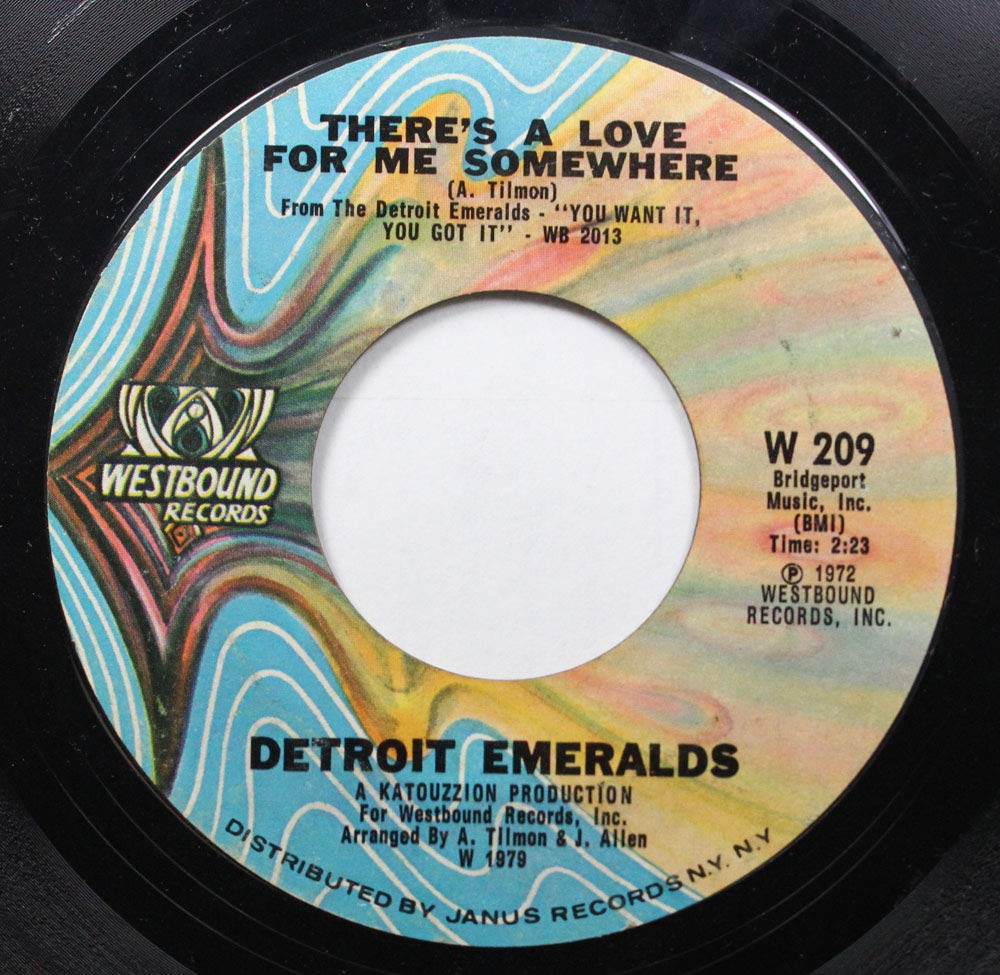 THERE'S A LOVE
FOR ME SOMEWHERE
(A. Tilmon)
From The Detroit Emeralds - "YOU WANT IT,
YOU GOT IT" - WB 2013
WESTBOUND
RECORDS
W 209
Bridgeport
Music, Inc.
(BMI)
Time: 2:23
℗ 1972
WESTBOUND
RECORDS, INC.
DETROIT EMERALDS
A KATOUZZION PRODUCTION
For Westbound Records, Inc.
Arranged By A. Tilmon & J. Allen
W 1979
DISTRIBUTED BY JANUS RECORDS N.Y. N.Y